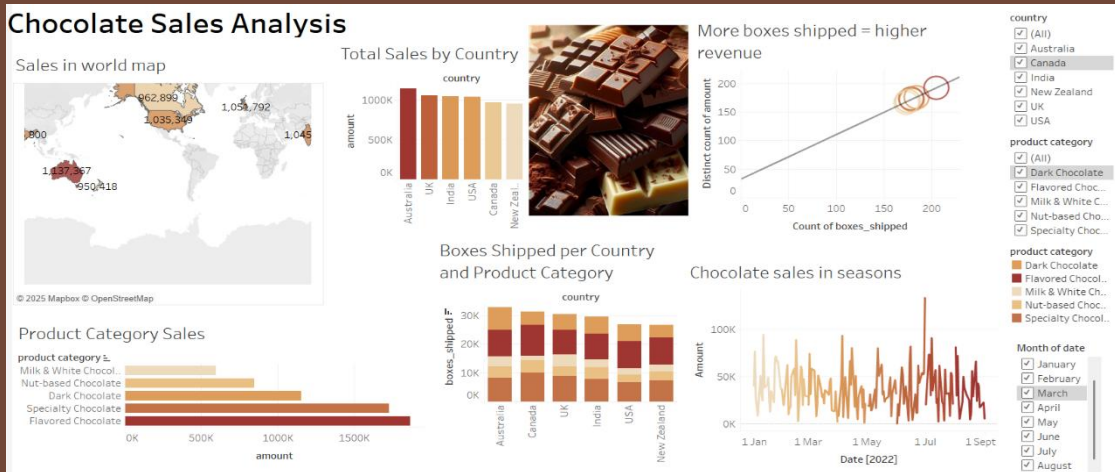 Chocolate Sales Analysis
Sales in world map
962,899
1,051,792
1,035,349
900
1,045
1,137,367
950,418
© 2025 Mapbox © OpenStreetMap
Total Sales by Country
country
amount
1000K
500K
0K
Australia
UK
India
USA
Canada
New Zeal..
More boxes shipped = higher
revenue
Distinct count of amount
200
150
100
50
0
0
50
100
150
200
Count of boxes_shipped
Product Category Sales
product category
Milk & White Chocol..
Nut-based Chocolate
Dark Chocolate
Specialty Chocolate
Flavored Chocolate
0K
500K
1000K
1500K
amount
Boxes Shipped per Country
and Product Category
country
boxes_shipped
30K
20K
10K
0K
Australia
Canada
UK
India
USA
New Zealand
Chocolate sales in seasons
Amount
100K
50K
0K
1 Jan
1 Mar
1 May
1 Jul
1 Sept
Date [2022]
country
(All)
Australia
Canada
India
New Zealand
UK
USA
product category
(All)
Dark Chocolate
Flavored Choc...
Milk & White C...
Nut-based Choc...
Specialty Choc...
product category
Dark Chocolate
Flavored Chocol...
Milk & White Ch...
Nut-based Choc...
Specialty Chocol...
Month of date
January
February
March
April
May
June
July
August